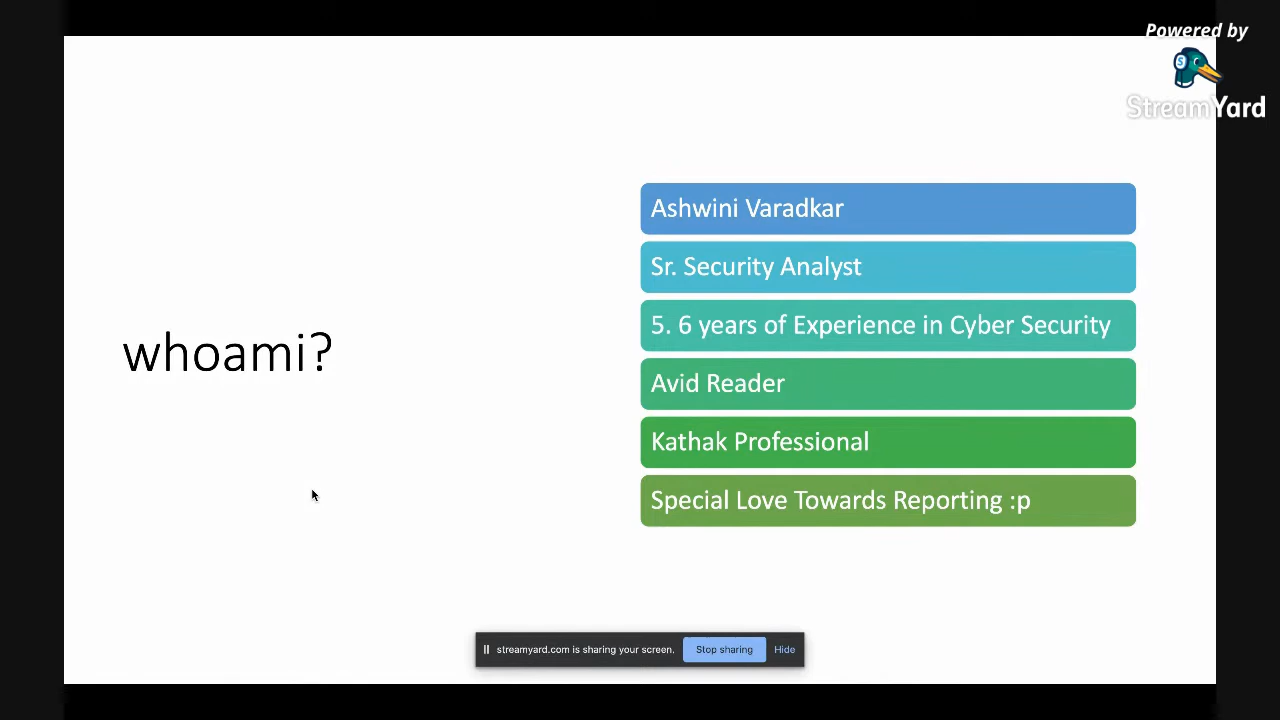 Powered by
StreamYard
whoami?
Ashwini Varadkar
Sr. Security Analyst
5. 6 years of Experience in Cyber Security
Avid Reader
Kathak Professional
Special Love Towards Reporting :p
streamyard.com is sharing your screen. Stop sharing Hide